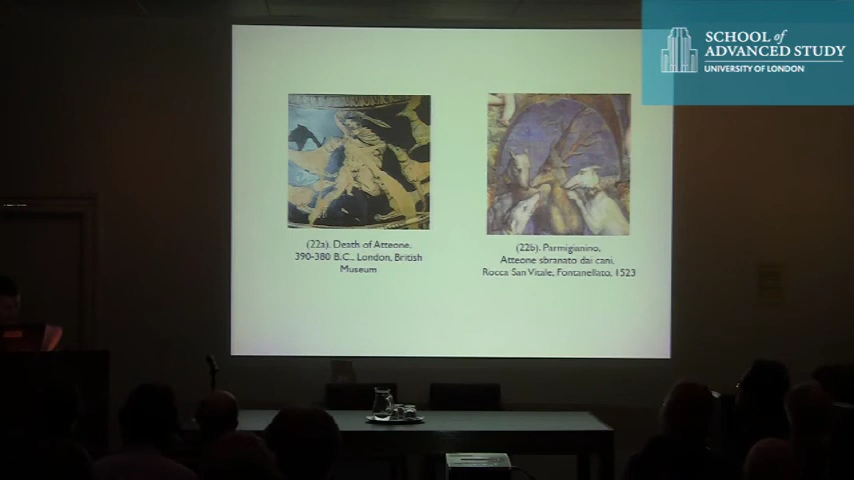 SCHOOL of
ADVANCED STUDY
UNIVERSITY OF LONDON
(22a). Death of Atteone.
390-380 B.C., London, British
Museum
(22b). Parmigianino,
Atteone sbranato dai cani.
Rocca San Vitale, Fontanellato, 1523